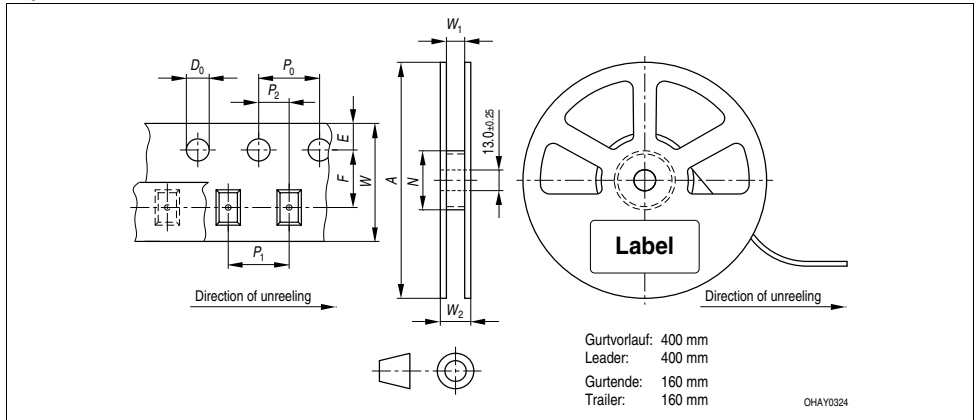 W1
D0
P0
P2
E
F
W
A
N
13.0±0.25
P1
W2
Label
Direction of unreeling
Direction of unreeling
Gurtvorlauf: 400 mm
Leader: 400 mm
Gurtende: 160 mm
Trailer: 160 mm
OHAY0324